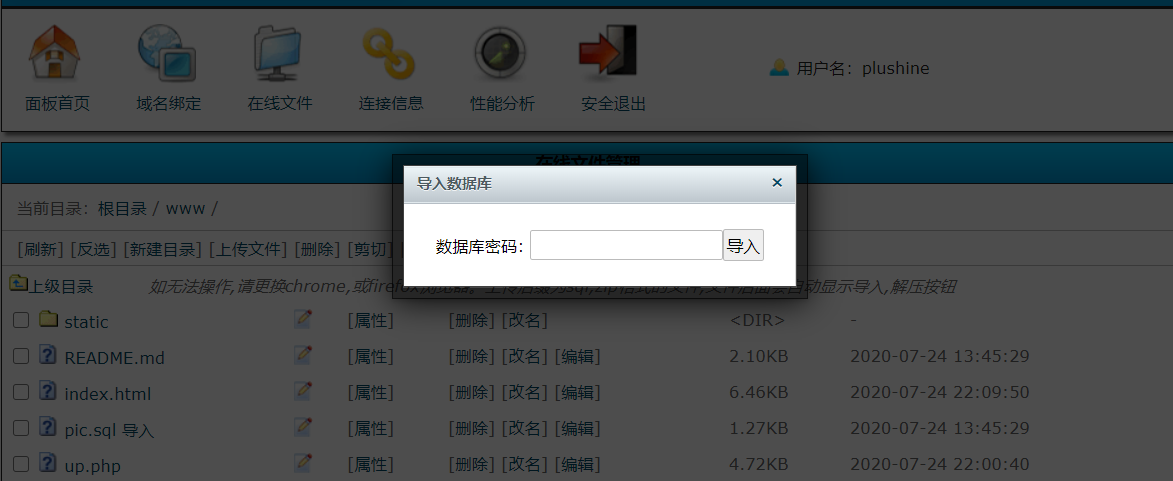 面板首页 域名绑定 在线文件 连接信息 性能分析 安全退出 用户名：plushine
在线文件管理
导入数据库 ×
当前目录：根目录 / www /
数据库密码： 导入
[刷新] [反选] [新建目录] [上传文件] [删除] [剪切]
上级目录 如无法操作,请更换chrome,或firefox浏览器。上传后缀为sql,zip格式的文件,文件后面会自动显示导入,解压按钮
static [属性] [删除] [改名] <DIR> -
README.md [属性] [删除] [改名] [编辑] 2.10KB 2020-07-24 13:45:29
index.html [属性] [删除] [改名] [编辑] 6.46KB 2020-07-24 22:09:50
pic.sql 导入 [属性] [删除] [改名] [编辑] 1.27KB 2020-07-24 13:45:29
up.php [属性] [删除] [改名] [编辑] 4.72KB 2020-07-24 22:00:40